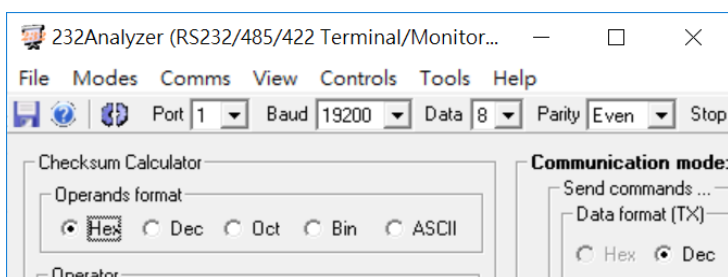 232Analyzer (RS232/485/422 Terminal/Monitor...
File Modes Comms View Controls Tools Help
Port 1 Baud 19200 Data 8 Parity Even Stop
Checksum Calculator
Operands format
Hex Dec Oct Bin ASCII
Operator
Communication mode:
Send commands ...
Data format (TX)
Hex Dec